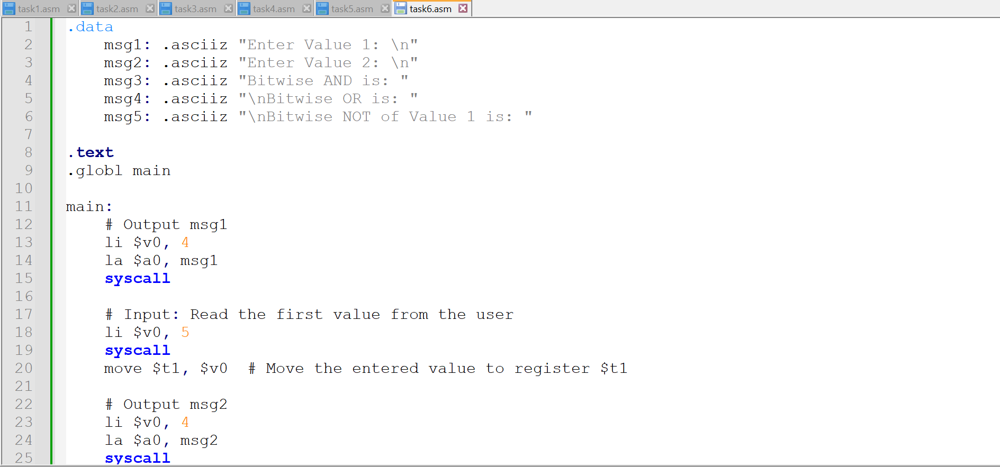 task1.asm task2.asm task3.asm task4.asm task5.asm task6.asm
1 .data
2 msg1: .asciiz "Enter Value 1: \n"
3 msg2: .asciiz "Enter Value 2: \n"
4 msg3: .asciiz "Bitwise AND is: "
5 msg4: .asciiz "\nBitwise OR is: "
6 msg5: .asciiz "\nBitwise NOT of Value 1 is: "
7
8 .text
9 .globl main
10
11 main:
12 # Output msg1
13 li $v0, 4
14 la $a0, msg1
15 syscall
16
17 # Input: Read the first value from the user
18 li $v0, 5
19 syscall
20 move $t1, $v0  # Move the entered value to register $t1
21
22 # Output msg2
23 li $v0, 4
24 la $a0, msg2
25 syscall